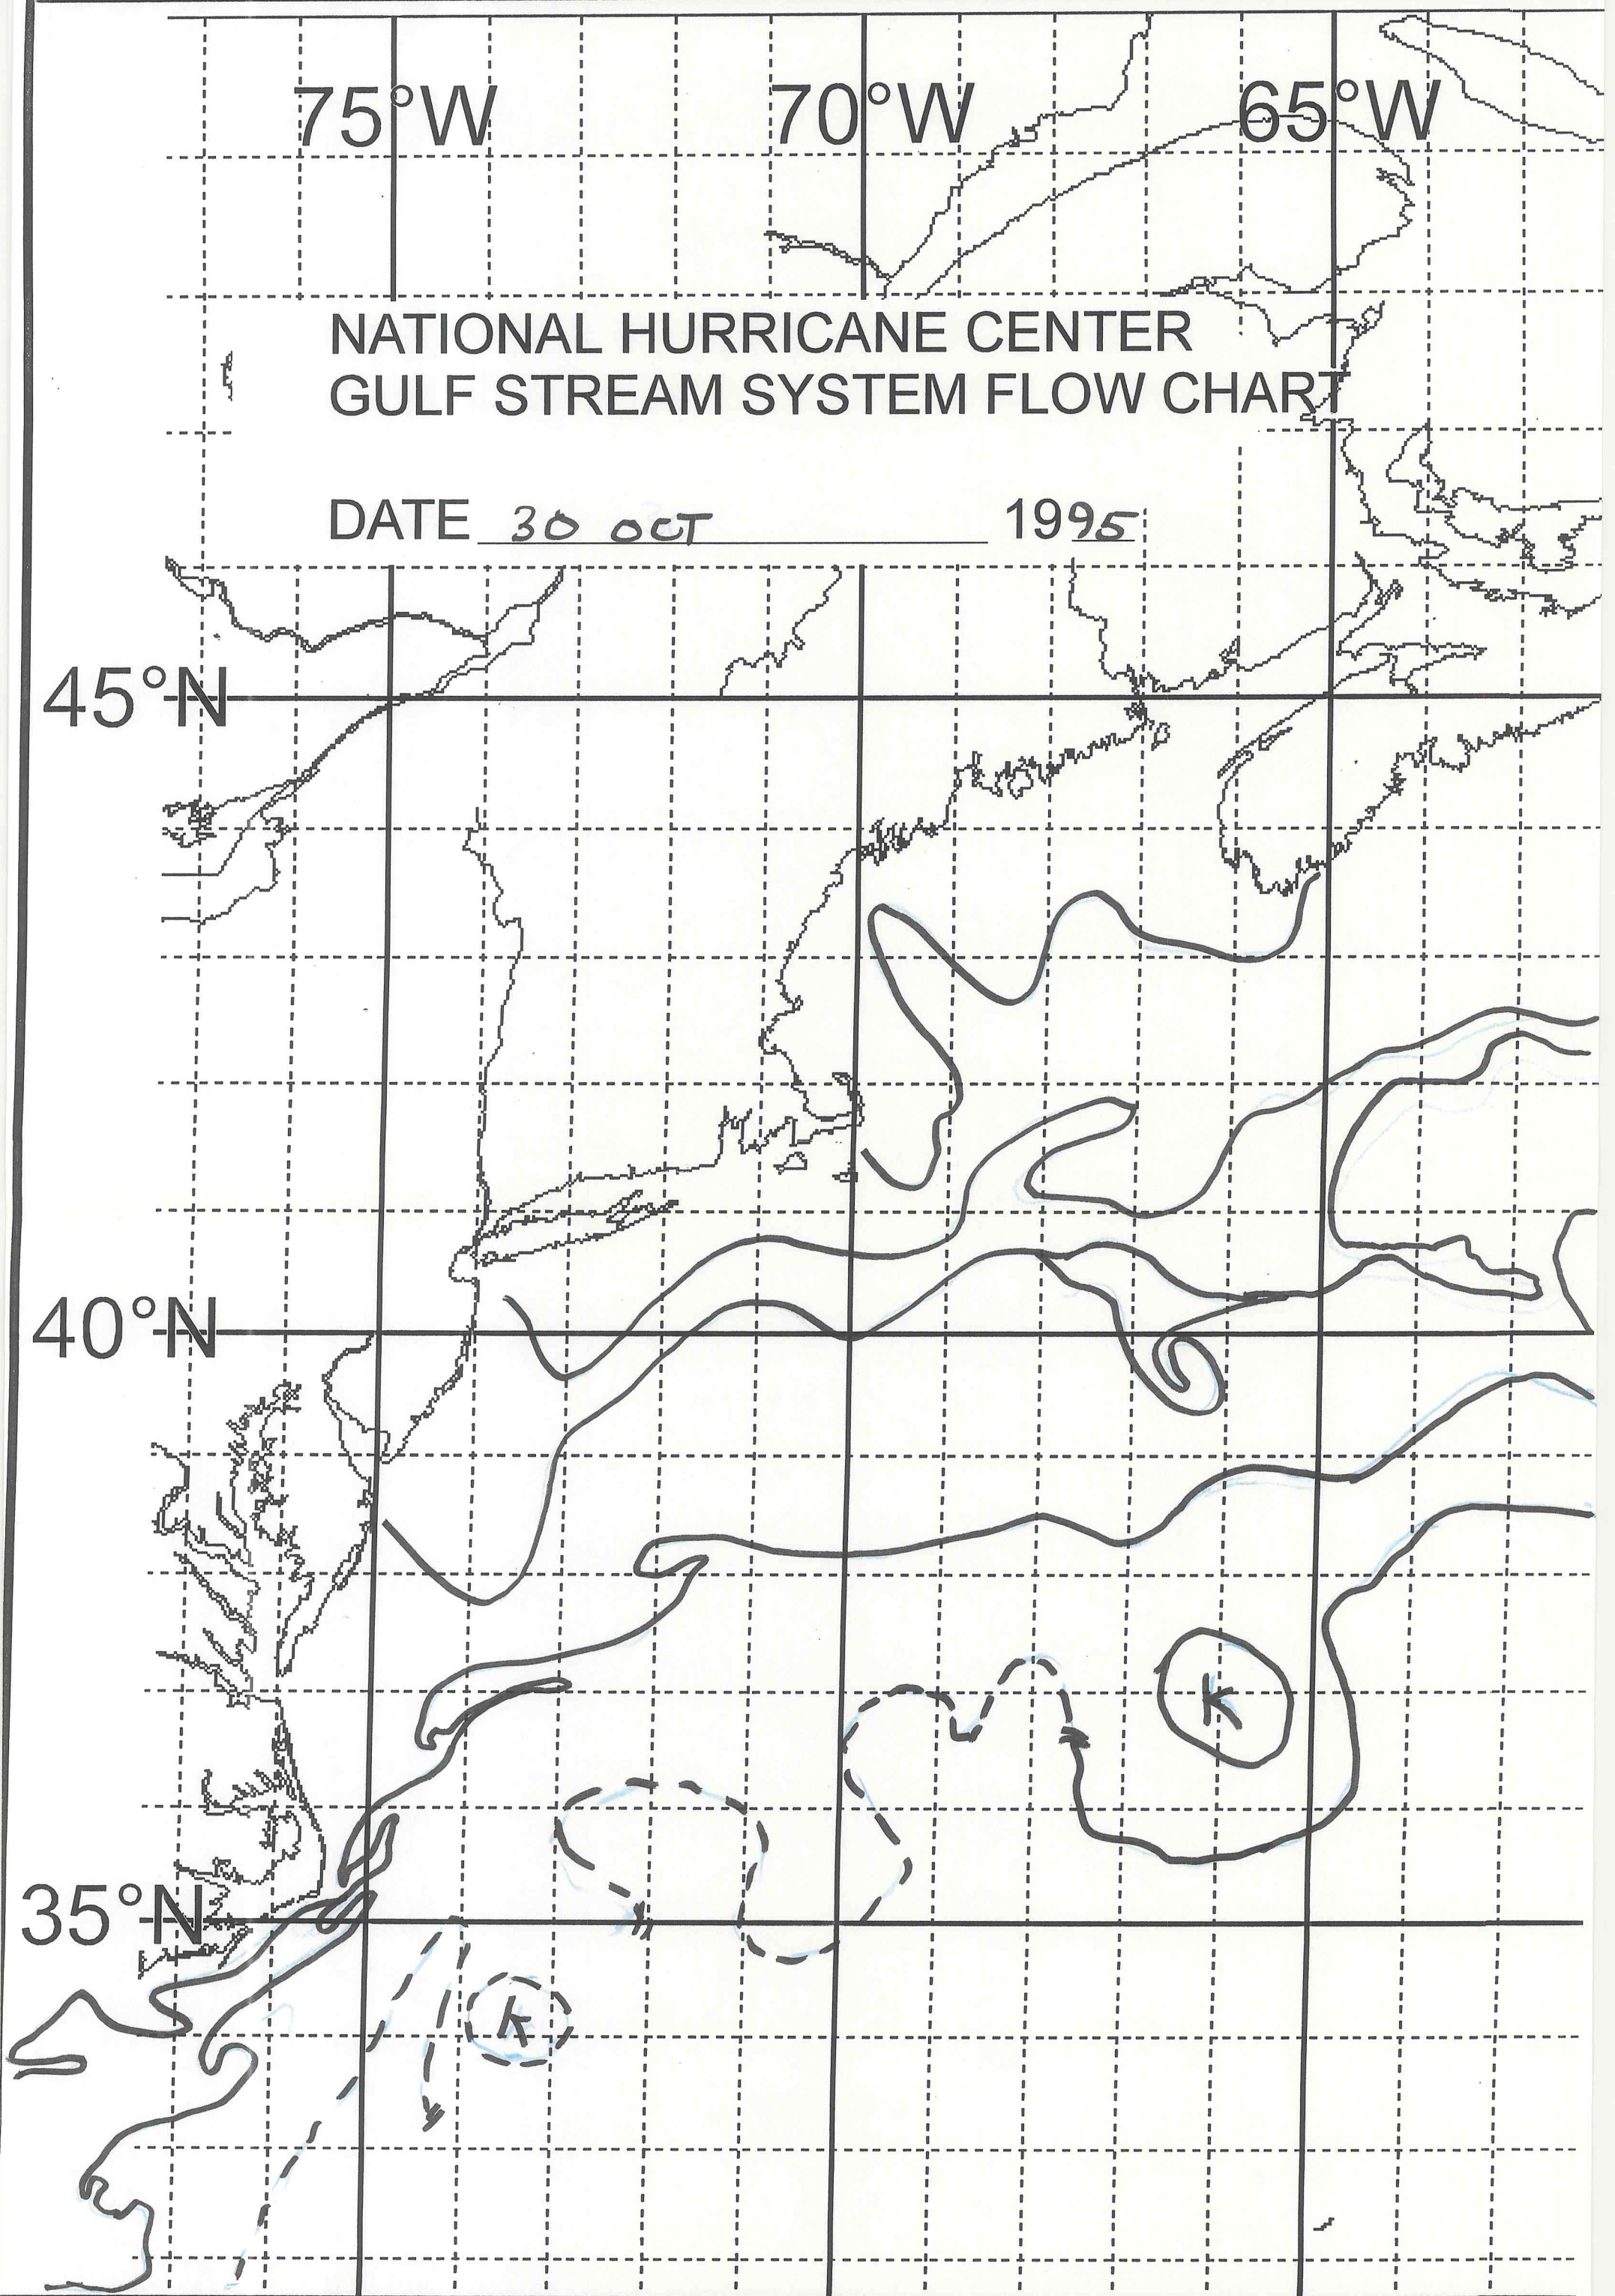 75°W 70°W 65°W
NATIONAL HURRICANE CENTER
GULF STREAM SYSTEM FLOW CHART
DATE 30 OCT 1995
45°N
40°N
K
35°N
K